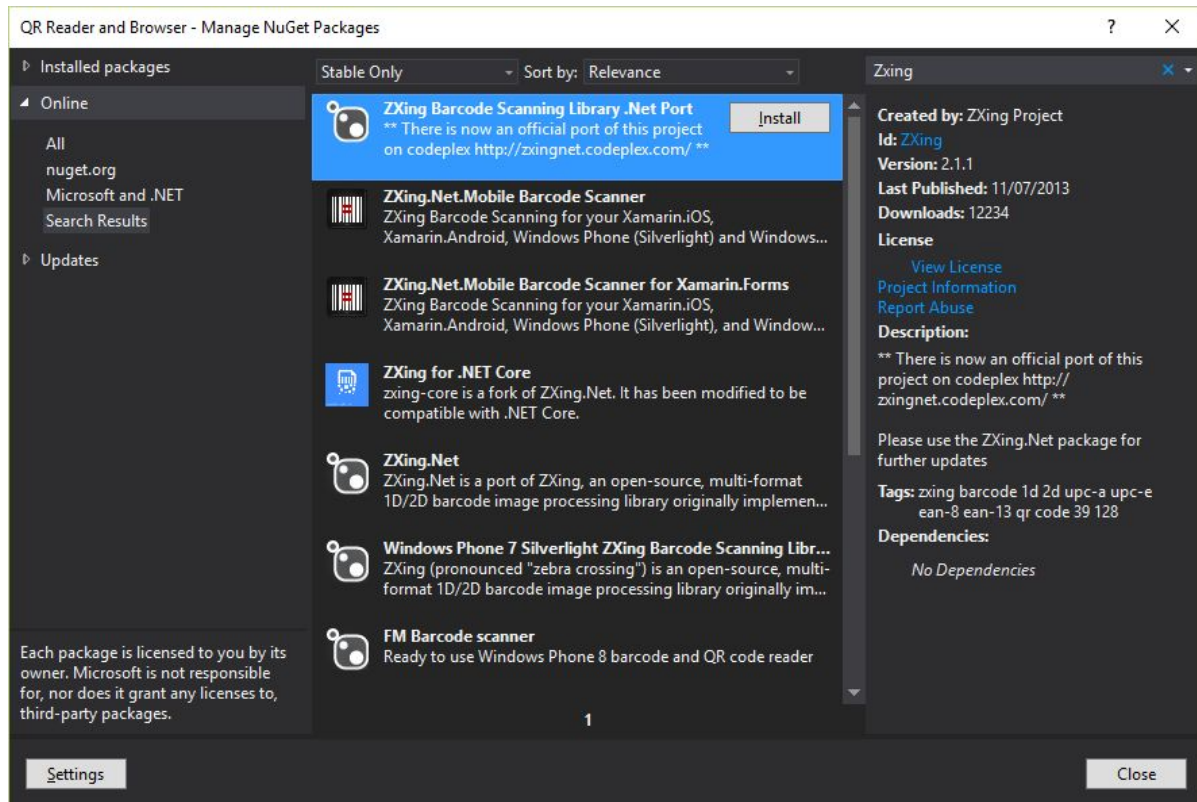 QR Reader and Browser - Manage NuGet Packages
?
Installed packages
Online
All
nuget.org
Microsoft and .NET
Search Results
Updates
Each package is licensed to you by its
owner. Microsoft is not responsible
for, nor does it grant any licenses to,
third-party packages.
Stable Only
Sort by: Relevance
ZXing Barcode Scanning Library .Net Port
** There is now an official port of this project
on codeplex http://zxingnet.codeplex.com/ **
Install
ZXing.Net.Mobile Barcode Scanner
ZXing Barcode Scanning for your Xamarin.iOS,
Xamarin.Android, Windows Phone (Silverlight) and Windows...
ZXing.Net.Mobile Barcode Scanner for Xamarin.Forms
ZXing Barcode Scanning for your Xamarin.iOS,
Xamarin.Android, Windows Phone (Silverlight), and Window...
ZXing for .NET Core
zxing-core is a fork of ZXing.Net. It has been modified to be
compatible with .NET Core.
ZXing.Net
ZXing.Net is a port of ZXing, an open-source, multi-format
1D/2D barcode image processing library originally implemen...
Windows Phone 7 Silverlight ZXing Barcode Scanning Libr...
ZXing (pronounced "zebra crossing") is an open-source, multi-
format 1D/2D barcode image processing library originally im...
FM Barcode scanner
Ready to use Windows Phone 8 barcode and QR code reader
1
Zxing
Created by: ZXing Project
Id: ZXing
Version: 2.1.1
Last Published: 11/07/2013
Downloads: 12234
License
View License
Project Information
Report Abuse
Description:
** There is now an official port of this
project on codeplex http://
zxingnet.codeplex.com/ **
Please use the ZXing.Net package for
further updates
Tags: zxing barcode 1d 2d upc-a upc-e
ean-8 ean-13 qr code 39 128
Dependencies:
No Dependencies
Settings
Close